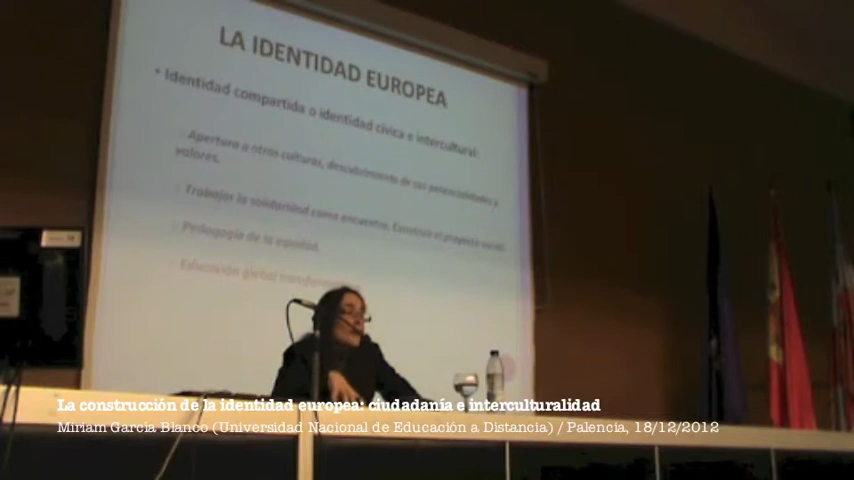 LA IDENTIDAD EUROPEA
• Identidad compartida o identidad cívica e intercultural:
Apertura a otras culturas, descubrimiento de sus potencialidades y
valores.
Trabajar la solidaridad como encuentro. Construir el proyecto social.
Pedagogía de la
Educación global
La construcción de la identidad europea: ciudadanía e interculturalidad
Miriam García Blanco (Universidad Nacional de Educación a Distancia) / Palencia, 18/12/2012